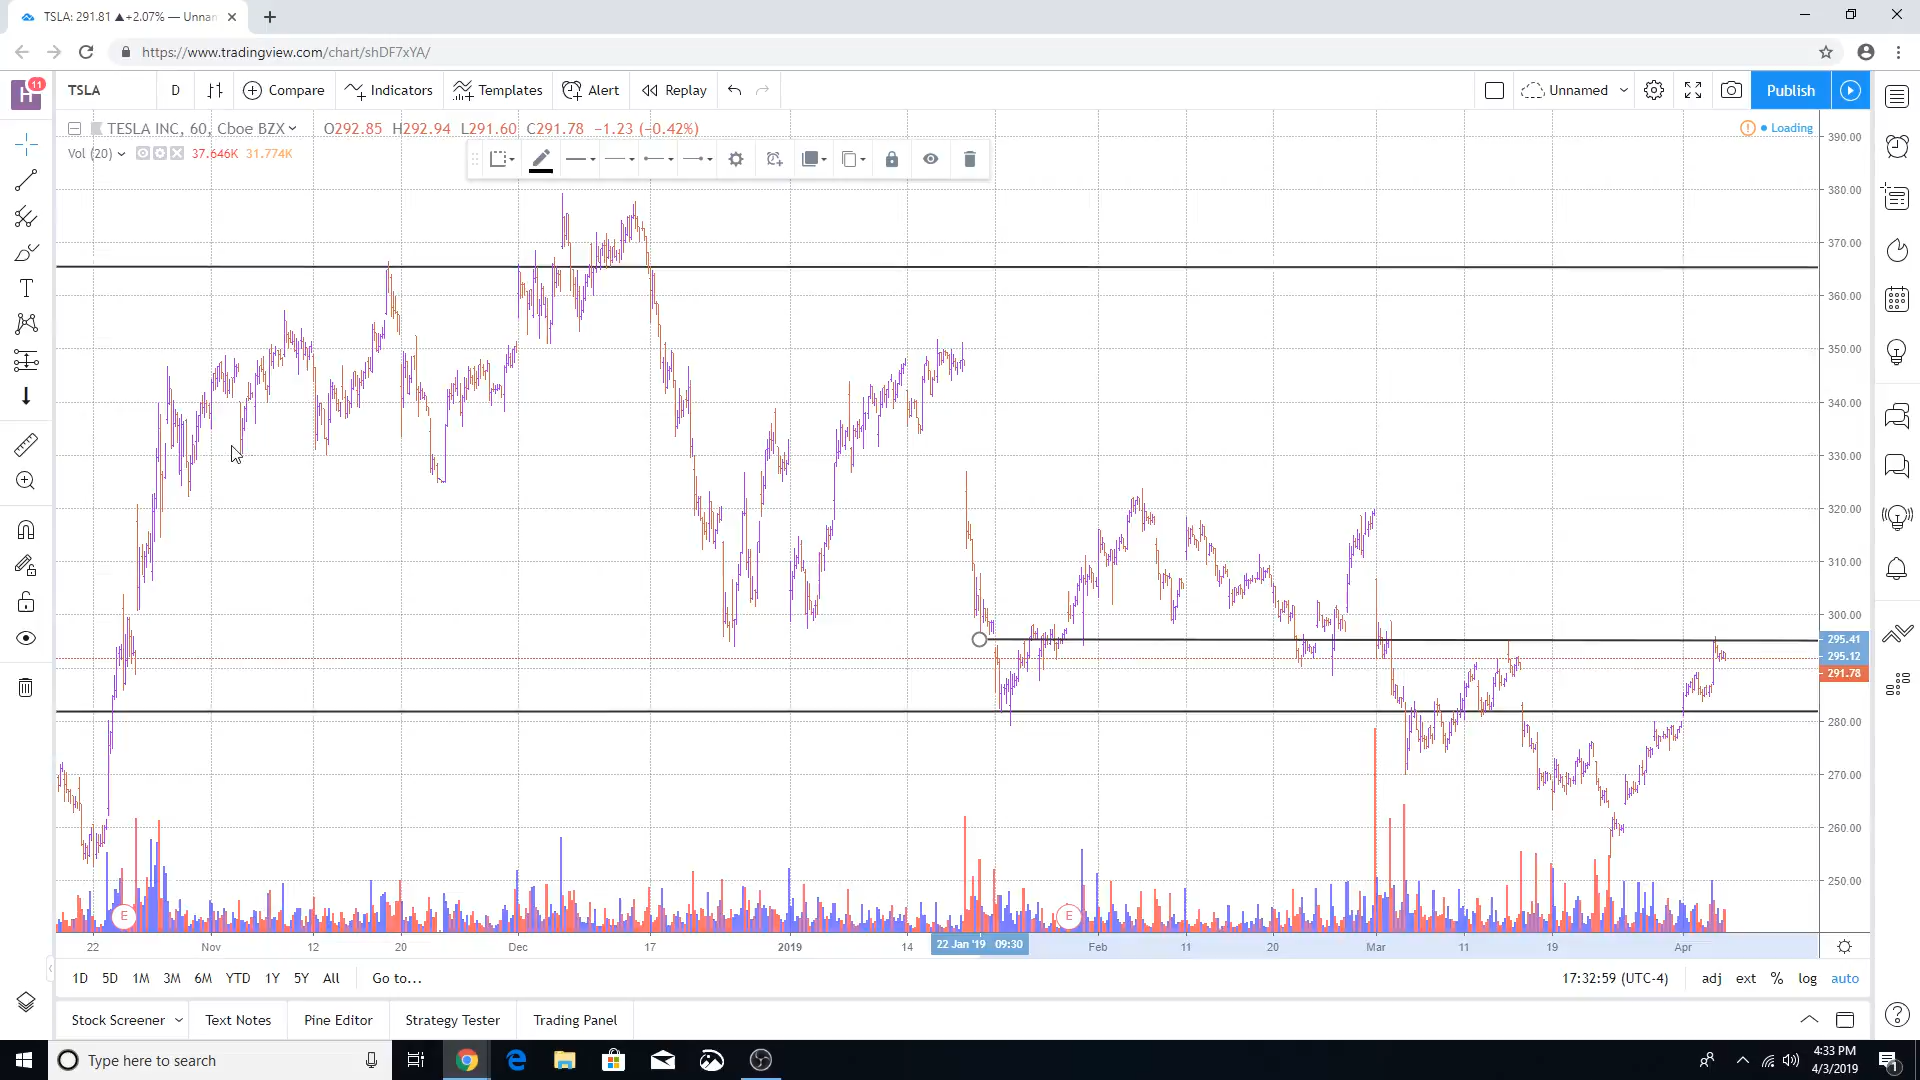 TSLA: 291.81 ▲+2.07% — Unnar
https://www.tradingview.com/chart/shDF7xYA/
H 11
TSLA D Compare Indicators Templates Alert Replay Unnamed Publish
TESLA INC, 60, Cboe BZX O292.85 H292.94 L291.60 C291.78 −1.23 (−0.42%)
Loading
Vol (20) 37.646K 31.774K
390.00
380.00
370.00
360.00
350.00
340.00
330.00
320.00
310.00
300.00
295.41
295.12
291.78
280.00
270.00
260.00
250.00
E E
22 Nov 12 20 Dec 17 2019 14 22 Jan '19 09:30 Feb 11 20 Mar 11 19 Apr
1D 5D 1M 3M 6M YTD 1Y 5Y All Go to... 17:32:59 (UTC-4) adj ext % log auto
Stock Screener Text Notes Pine Editor Strategy Tester Trading Panel
Type here to search
4:33 PM
4/3/2019
1